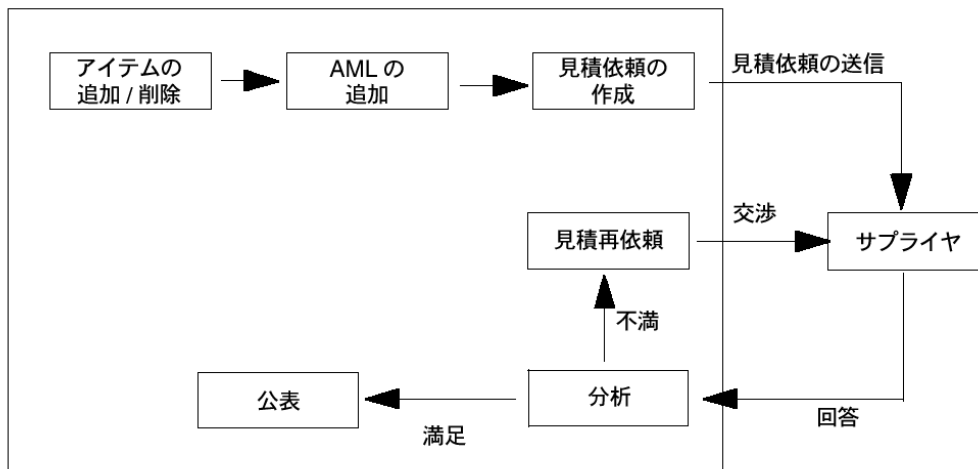 アイテムの
追加 / 削除
AML の
追加
見積依頼の
作成
見積依頼の送信
見積再依頼
交渉
サプライヤ
不満
公表
満足
分析
回答